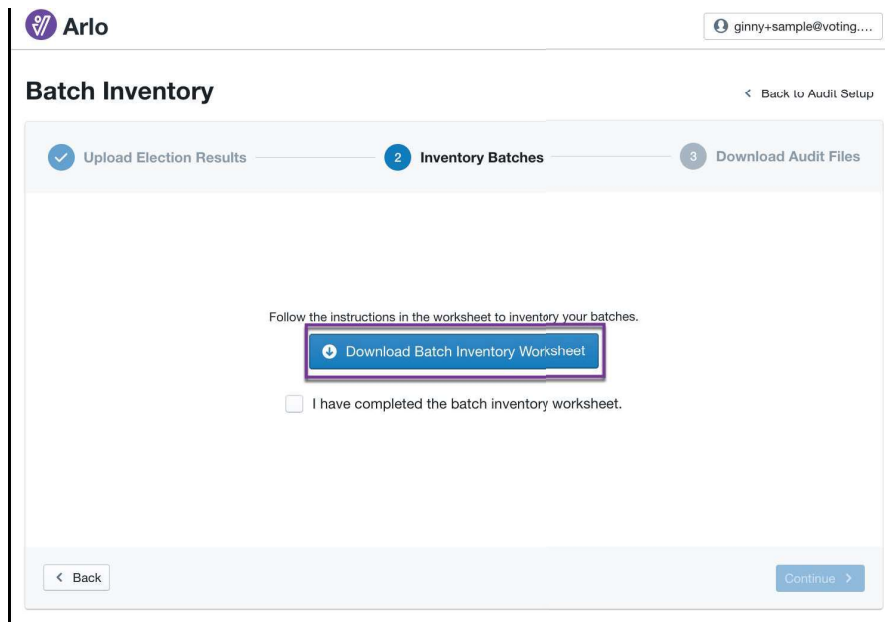 Arlo
ginny+sample@voting....
Batch Inventory
Back to Audit Setup
Upload Election Results
2 Inventory Batches
3 Download Audit Files
Follow the instructions in the worksheet to inventory your batches.
Download Batch Inventory Worksheet
I have completed the batch inventory worksheet.
Back
Continue